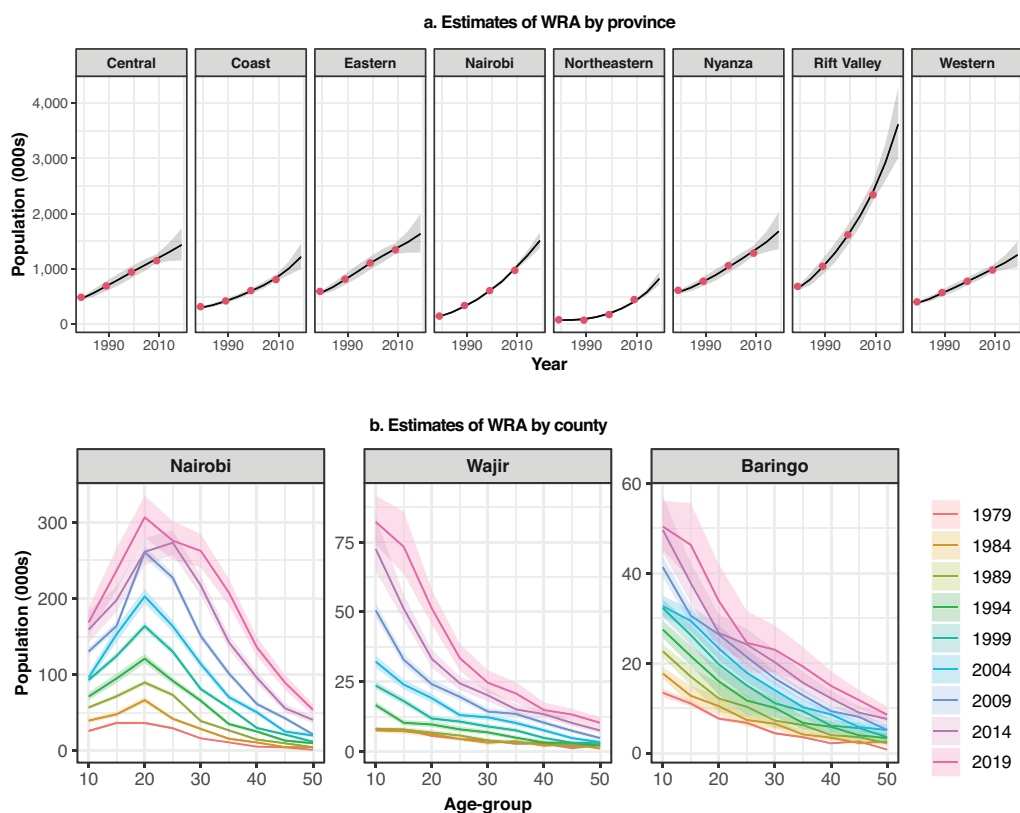 a. Estimates of WRA by province
Central Coast Eastern Nairobi Northeastern Nyanza Rift Valley Western
4,000
3,000
2,000
1,000
0
Population (000s)
1990 2010 1990 2010 1990 2010 1990 2010 1990 2010 1990 2010 1990 2010 1990 2010
Year
b. Estimates of WRA by county
Nairobi Wajir Baringo
300
200
100
0
75
50
25
0
60
40
20
0
Population (000s)
10 20 30 40 50 10 20 30 40 50 10 20 30 40 50
Age-group
1979
1984
1989
1994
1999
2004
2009
2014
2019